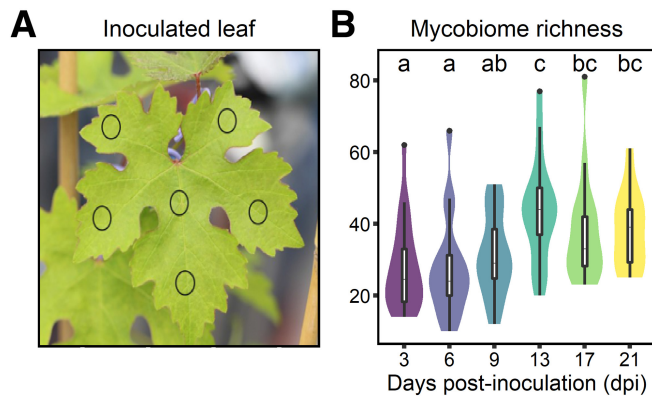 A
Inoculated leaf
B
Mycobiome richness
a a ab c bc bc
80
60
40
20
3 6 9 13 17 21
Days post-inoculation (dpi)